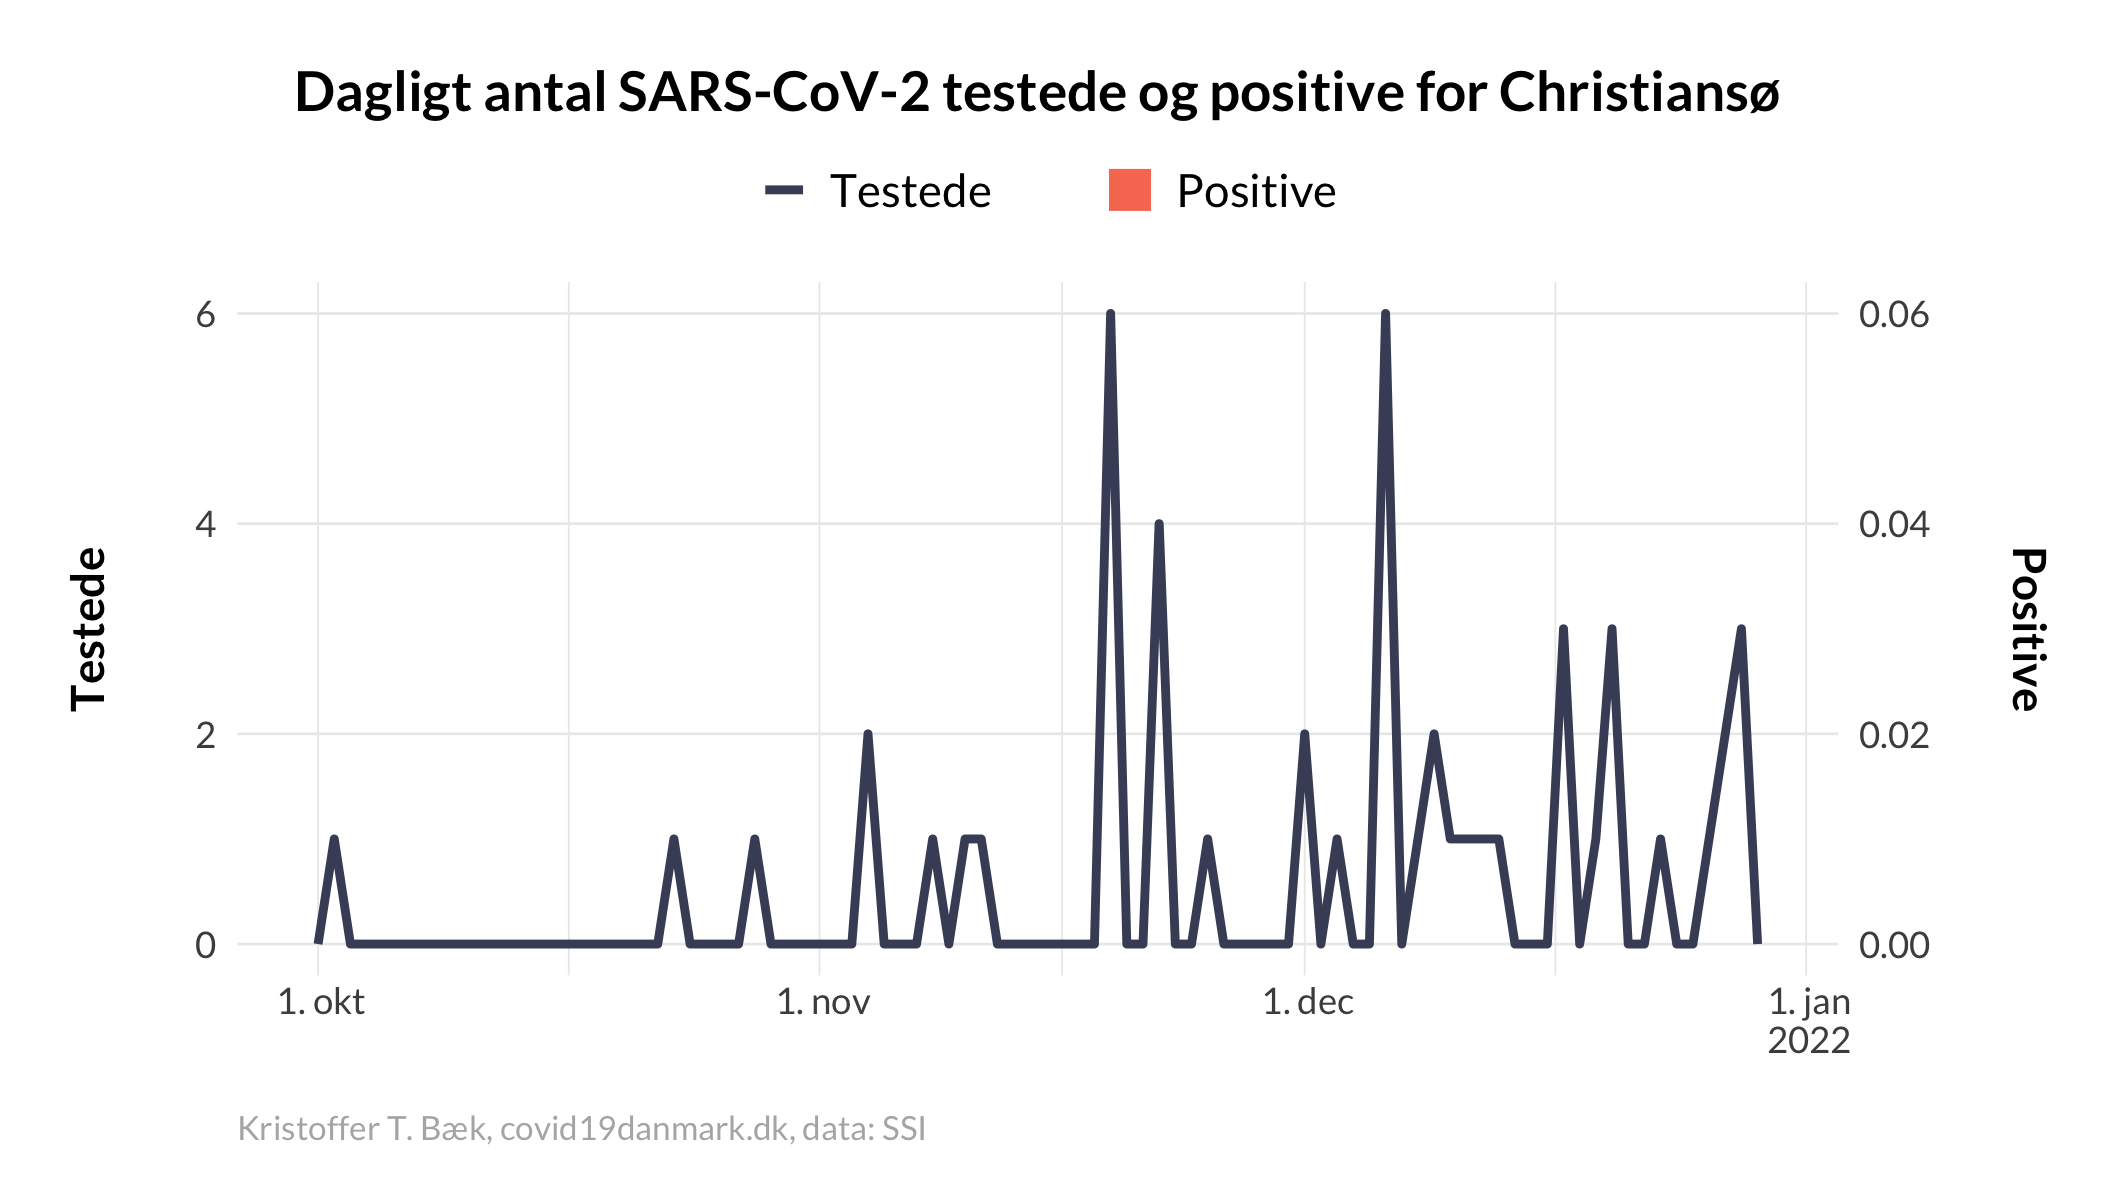 Dagligt antal SARS-CoV-2 testede og positive for Christiansø
Testede Positive
6 0.06
4 0.04
2 0.02
0 0.00
Testede
Positive
1. okt 1. nov 1. dec 1. jan
2022
Kristoffer T. Bæk, covid19danmark.dk, data: SSI